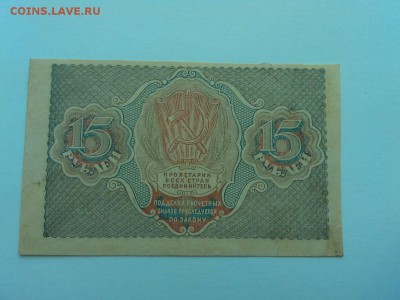 COINS.LAVE.RU
15 15
РУБЛЕЙ РУБЛЕЙ
ПРОЛЕТАРИИ
ВСЕХ СТРАН
СОЕДИНЯЙТЕСЬ
ПОДДЕЛКА РАСЧЕТНЫХ
ЗНАКОВ ПРЕСЛЕДУЕТСЯ
ПО ЗАКОНУ